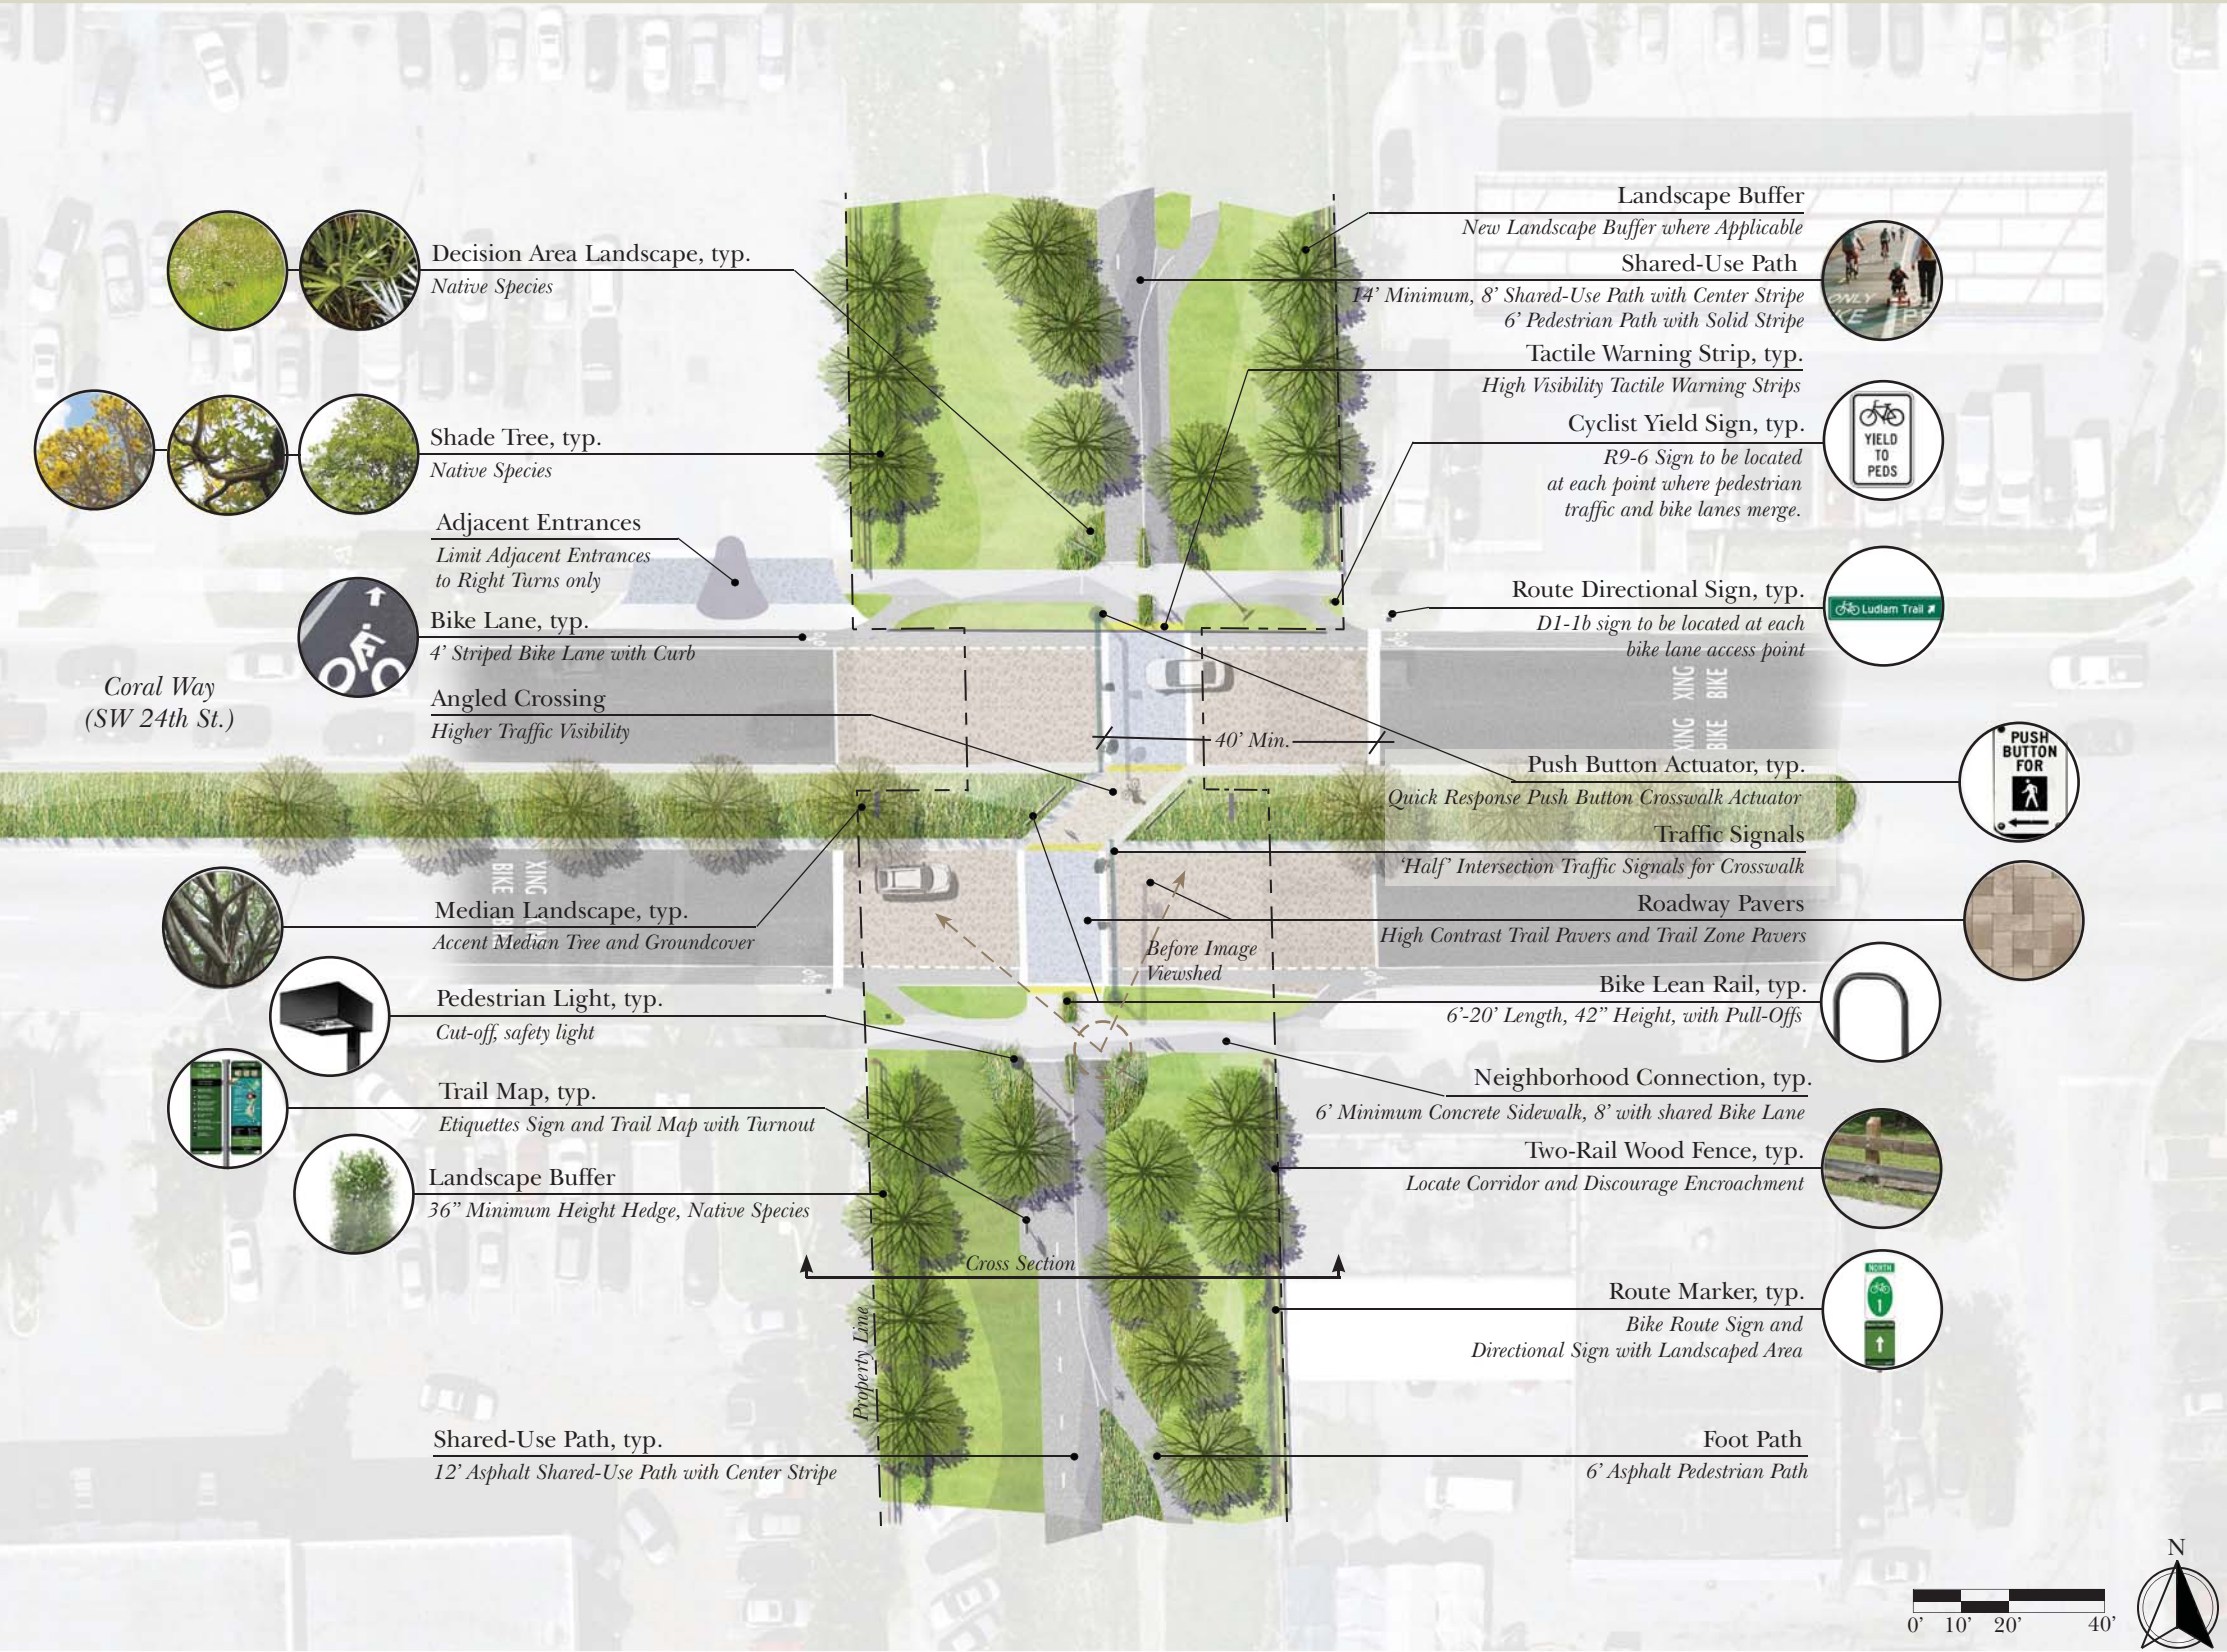 Decision Area Landscape, typ.
Native Species
Shade Tree, typ.
Native Species
Adjacent Entrances
Limit Adjacent Entrances
to Right Turns only
Bike Lane, typ.
4' Striped Bike Lane with Curb
Coral Way
(SW 24th St.)
Angled Crossing
Higher Traffic Visibility
XING
BIKE
Median Landscape, typ.
Accent Median Tree and Groundcover
Pedestrian Light, typ.
Cut-off, safety light
Trail Map, typ.
Etiquettes Sign and Trail Map with Turnout
Landscape Buffer
36” Minimum Height Hedge, Native Species
Shared-Use Path, typ.
12' Asphalt Shared-Use Path with Center Stripe
Property Line
Cross Section
Before Image
Viewshed
40' Min.
Landscape Buffer
New Landscape Buffer where Applicable
Shared-Use Path
14' Minimum, 8' Shared-Use Path with Center Stripe
6' Pedestrian Path with Solid Stripe
ONLY
Tactile Warning Strip, typ.
High Visibility Tactile Warning Strips
Cyclist Yield Sign, typ.
R9-6 Sign to be located
at each point where pedestrian
traffic and bike lanes merge.
YIELD
TO
PEDS
Route Directional Sign, typ.
D1-1b sign to be located at each
bike lane access point
Ludlam Trail
XING XING
BIKE BIKE
Push Button Actuator, typ.
Quick Response Push Button Crosswalk Actuator
PUSH
BUTTON
FOR
Traffic Signals
‘Half’ Intersection Traffic Signals for Crosswalk
Roadway Pavers
High Contrast Trail Pavers and Trail Zone Pavers
Bike Lean Rail, typ.
6'-20' Length, 42” Height, with Pull-Offs
Neighborhood Connection, typ.
6' Minimum Concrete Sidewalk, 8' with shared Bike Lane
Two-Rail Wood Fence, typ.
Locate Corridor and Discourage Encroachment
Route Marker, typ.
Bike Route Sign and
Directional Sign with Landscaped Area
NORTH
Foot Path
6' Asphalt Pedestrian Path
N
0' 10' 20' 40'